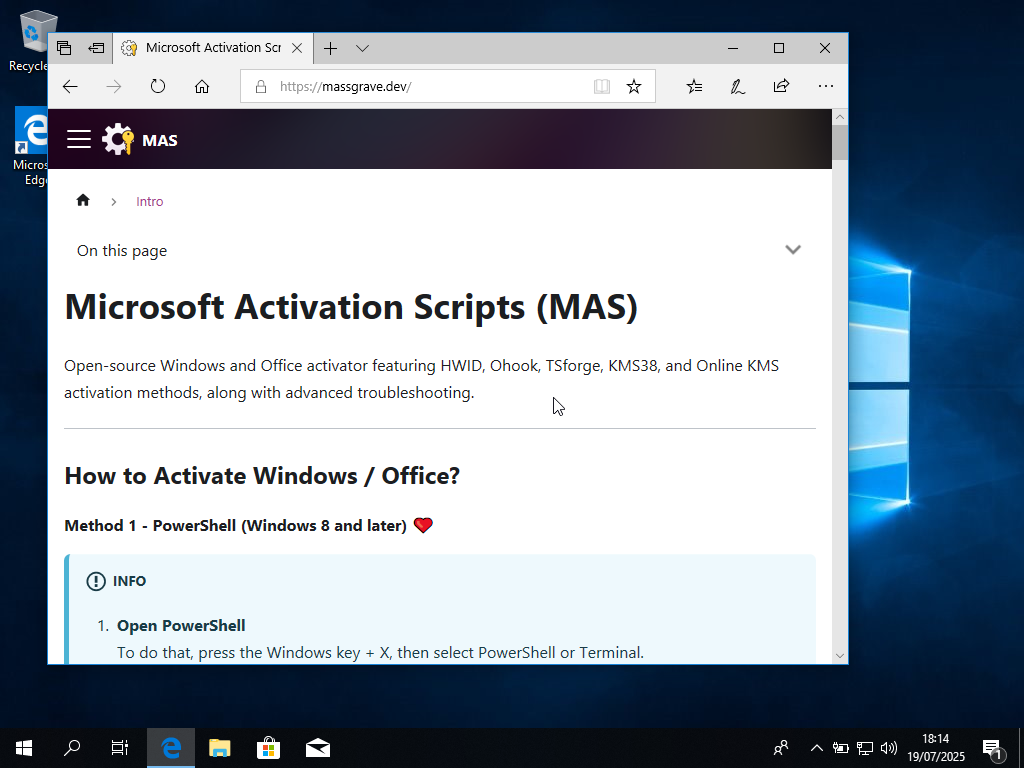 Recycle
Micros
Edge
Microsoft Activation Scr
https://massgrave.dev/
MAS
Intro
On this page
Microsoft Activation Scripts (MAS)
Open-source Windows and Office activator featuring HWID, Ohook, TSforge, KMS38, and Online KMS
activation methods, along with advanced troubleshooting.
How to Activate Windows / Office?
Method 1 - PowerShell (Windows 8 and later)
INFO
1. Open PowerShell
To do that, press the Windows key + X, then select PowerShell or Terminal.
18:14
19/07/2025
1